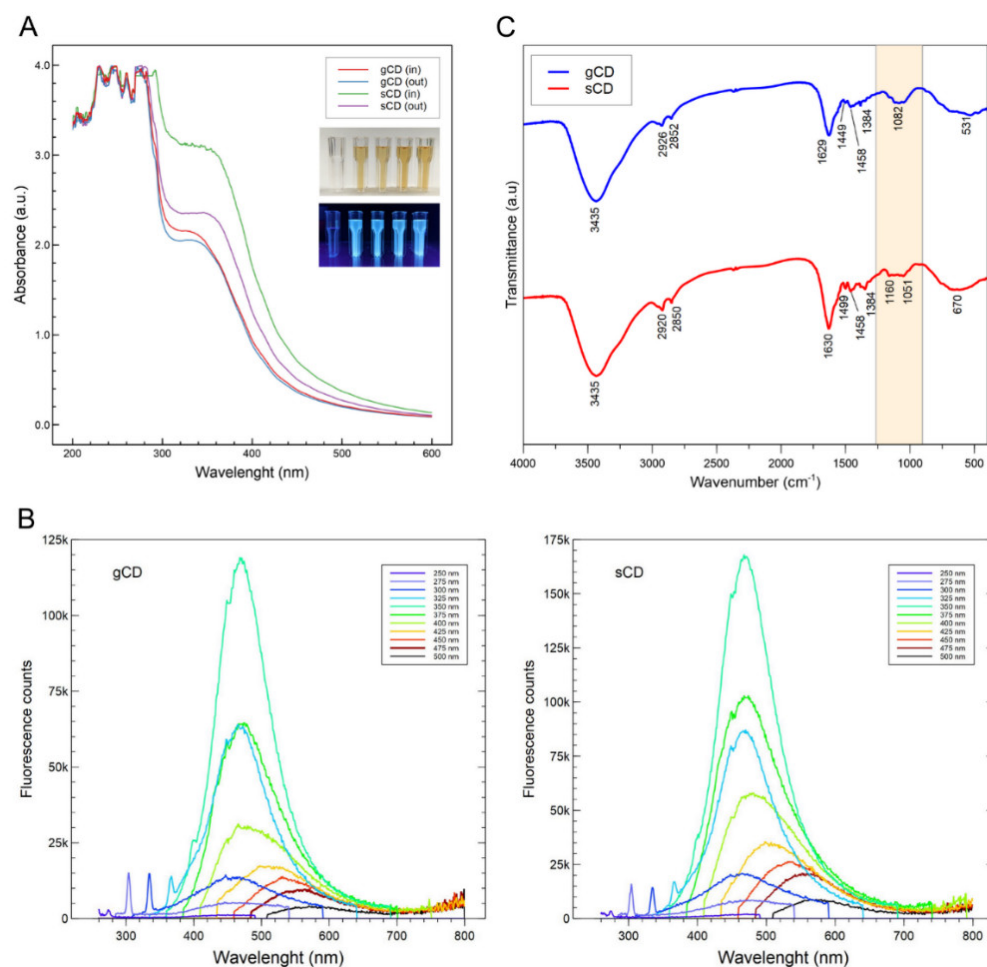 A
4.0
3.0
2.0
1.0
0.0
200
300
400
500
600
Absorbance (a.u.)
Wavelenght (nm)
gCD (in)
gCD (out)
sCD (in)
sCD (out)
C
gCD
sCD
2926
2852
1629
1449
1458
1384
1082
531
3435
2920
2850
1630
1499
1458
1384
1160
1051
670
3435
Transmittance (a.u)
4000
3500
3000
2500
2000
1500
1000
500
Wavenumber (cm⁻¹)
B
gCD
125k
100k
75k
50k
25k
0
Fluorescence counts
300
400
500
600
700
800
Wavelenght (nm)
250 nm
275 nm
300 nm
325 nm
350 nm
375 nm
400 nm
425 nm
450 nm
475 nm
500 nm
sCD
175k
150k
125k
100k
75k
50k
25k
0
Fluorescence counts
300
400
500
600
700
800
Wavelenght (nm)
250 nm
275 nm
300 nm
325 nm
350 nm
375 nm
400 nm
425 nm
450 nm
475 nm
500 nm